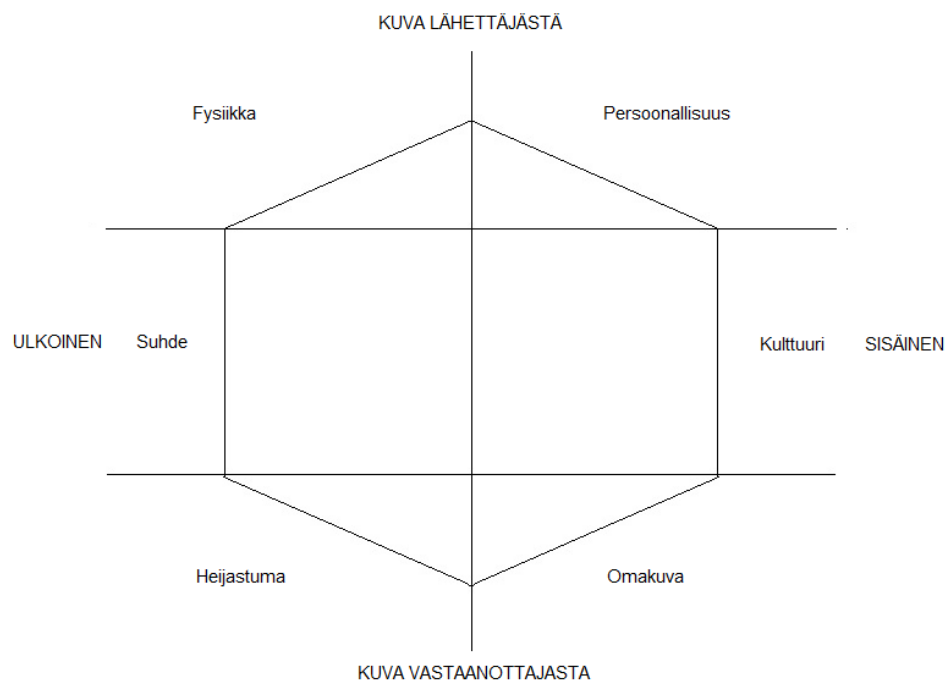 KUVA LÄHETTÄJÄSTÄ
Fysiikka
Persoonallisuus
ULKOINEN
Suhde
Kulttuuri
SISÄINEN
Heijastuma
Omakuva
KUVA VASTAANOTTAJASTA